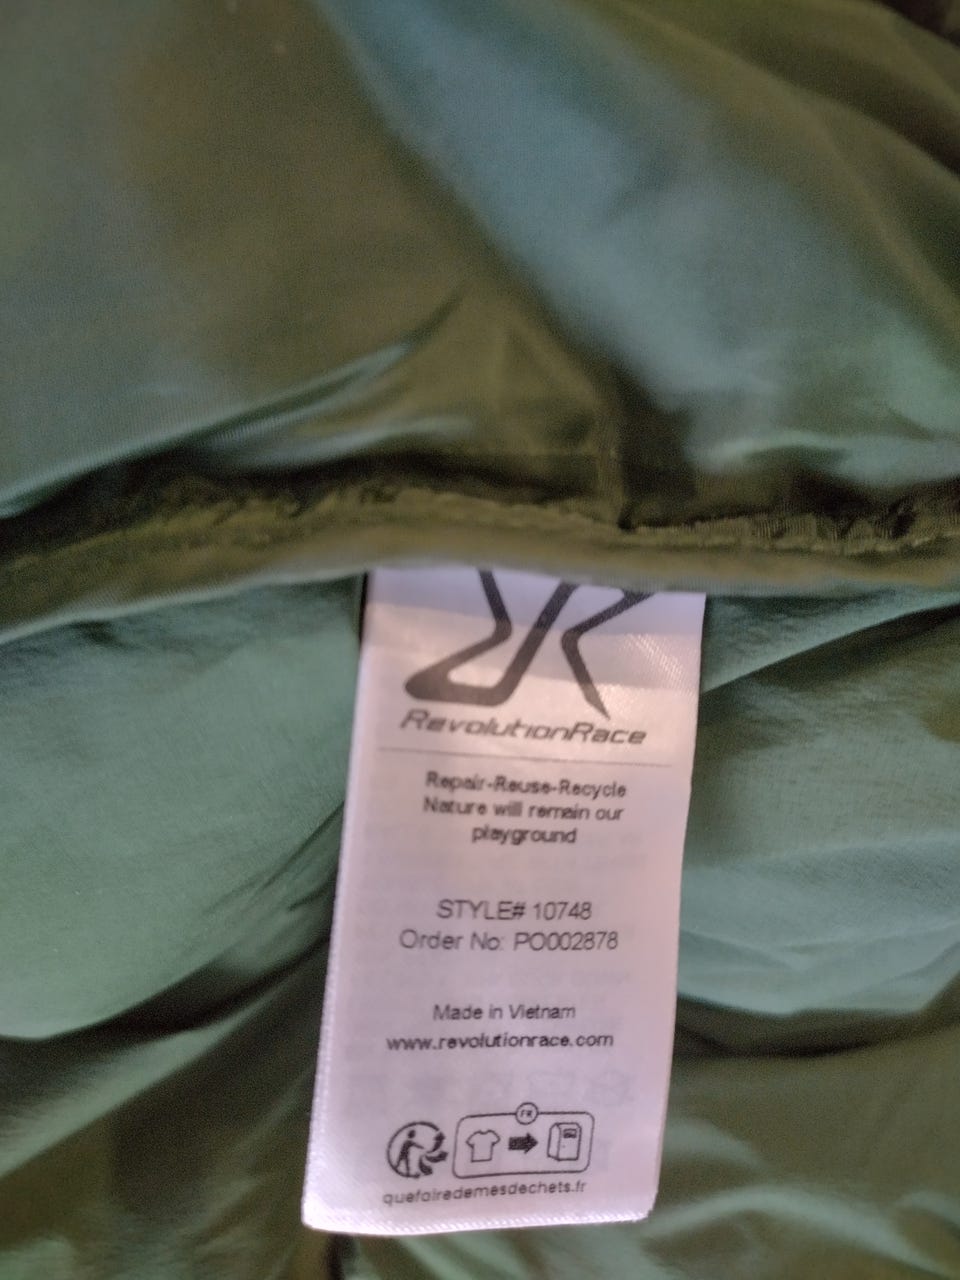 RevolutionRace
Repair-Reuse-Recycle
Nature will remain our
playground
STYLE# 10748
Order No: PO002878
Made in Vietnam
www.revolutionrace.com
FR
quefairedemesdechets.fr